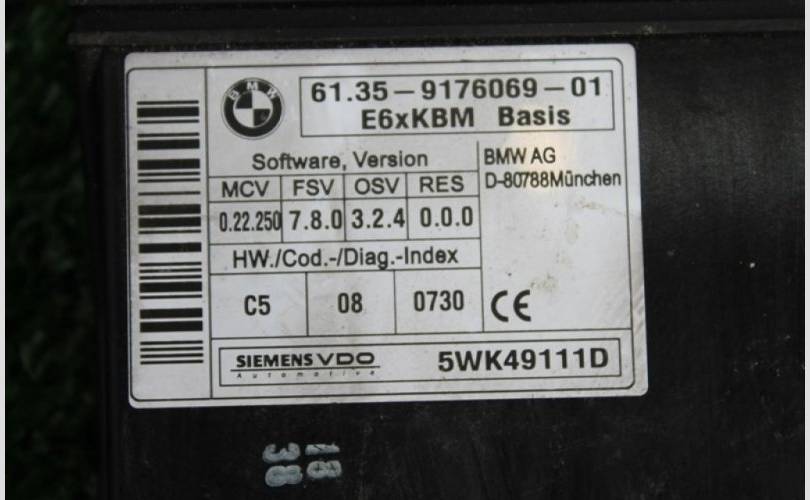 BMW
61.35-9176069-01
E6xKBM Basis
Software, Version
MCV FSV OSV RES
0.22.250 7.8.0 3.2.4 0.0.0
BMW AG
D-80788München
HW./Cod.-/Diag.-Index
C5 08 0730
CE
SIEMENS VDO
Automotive
5WK49111D